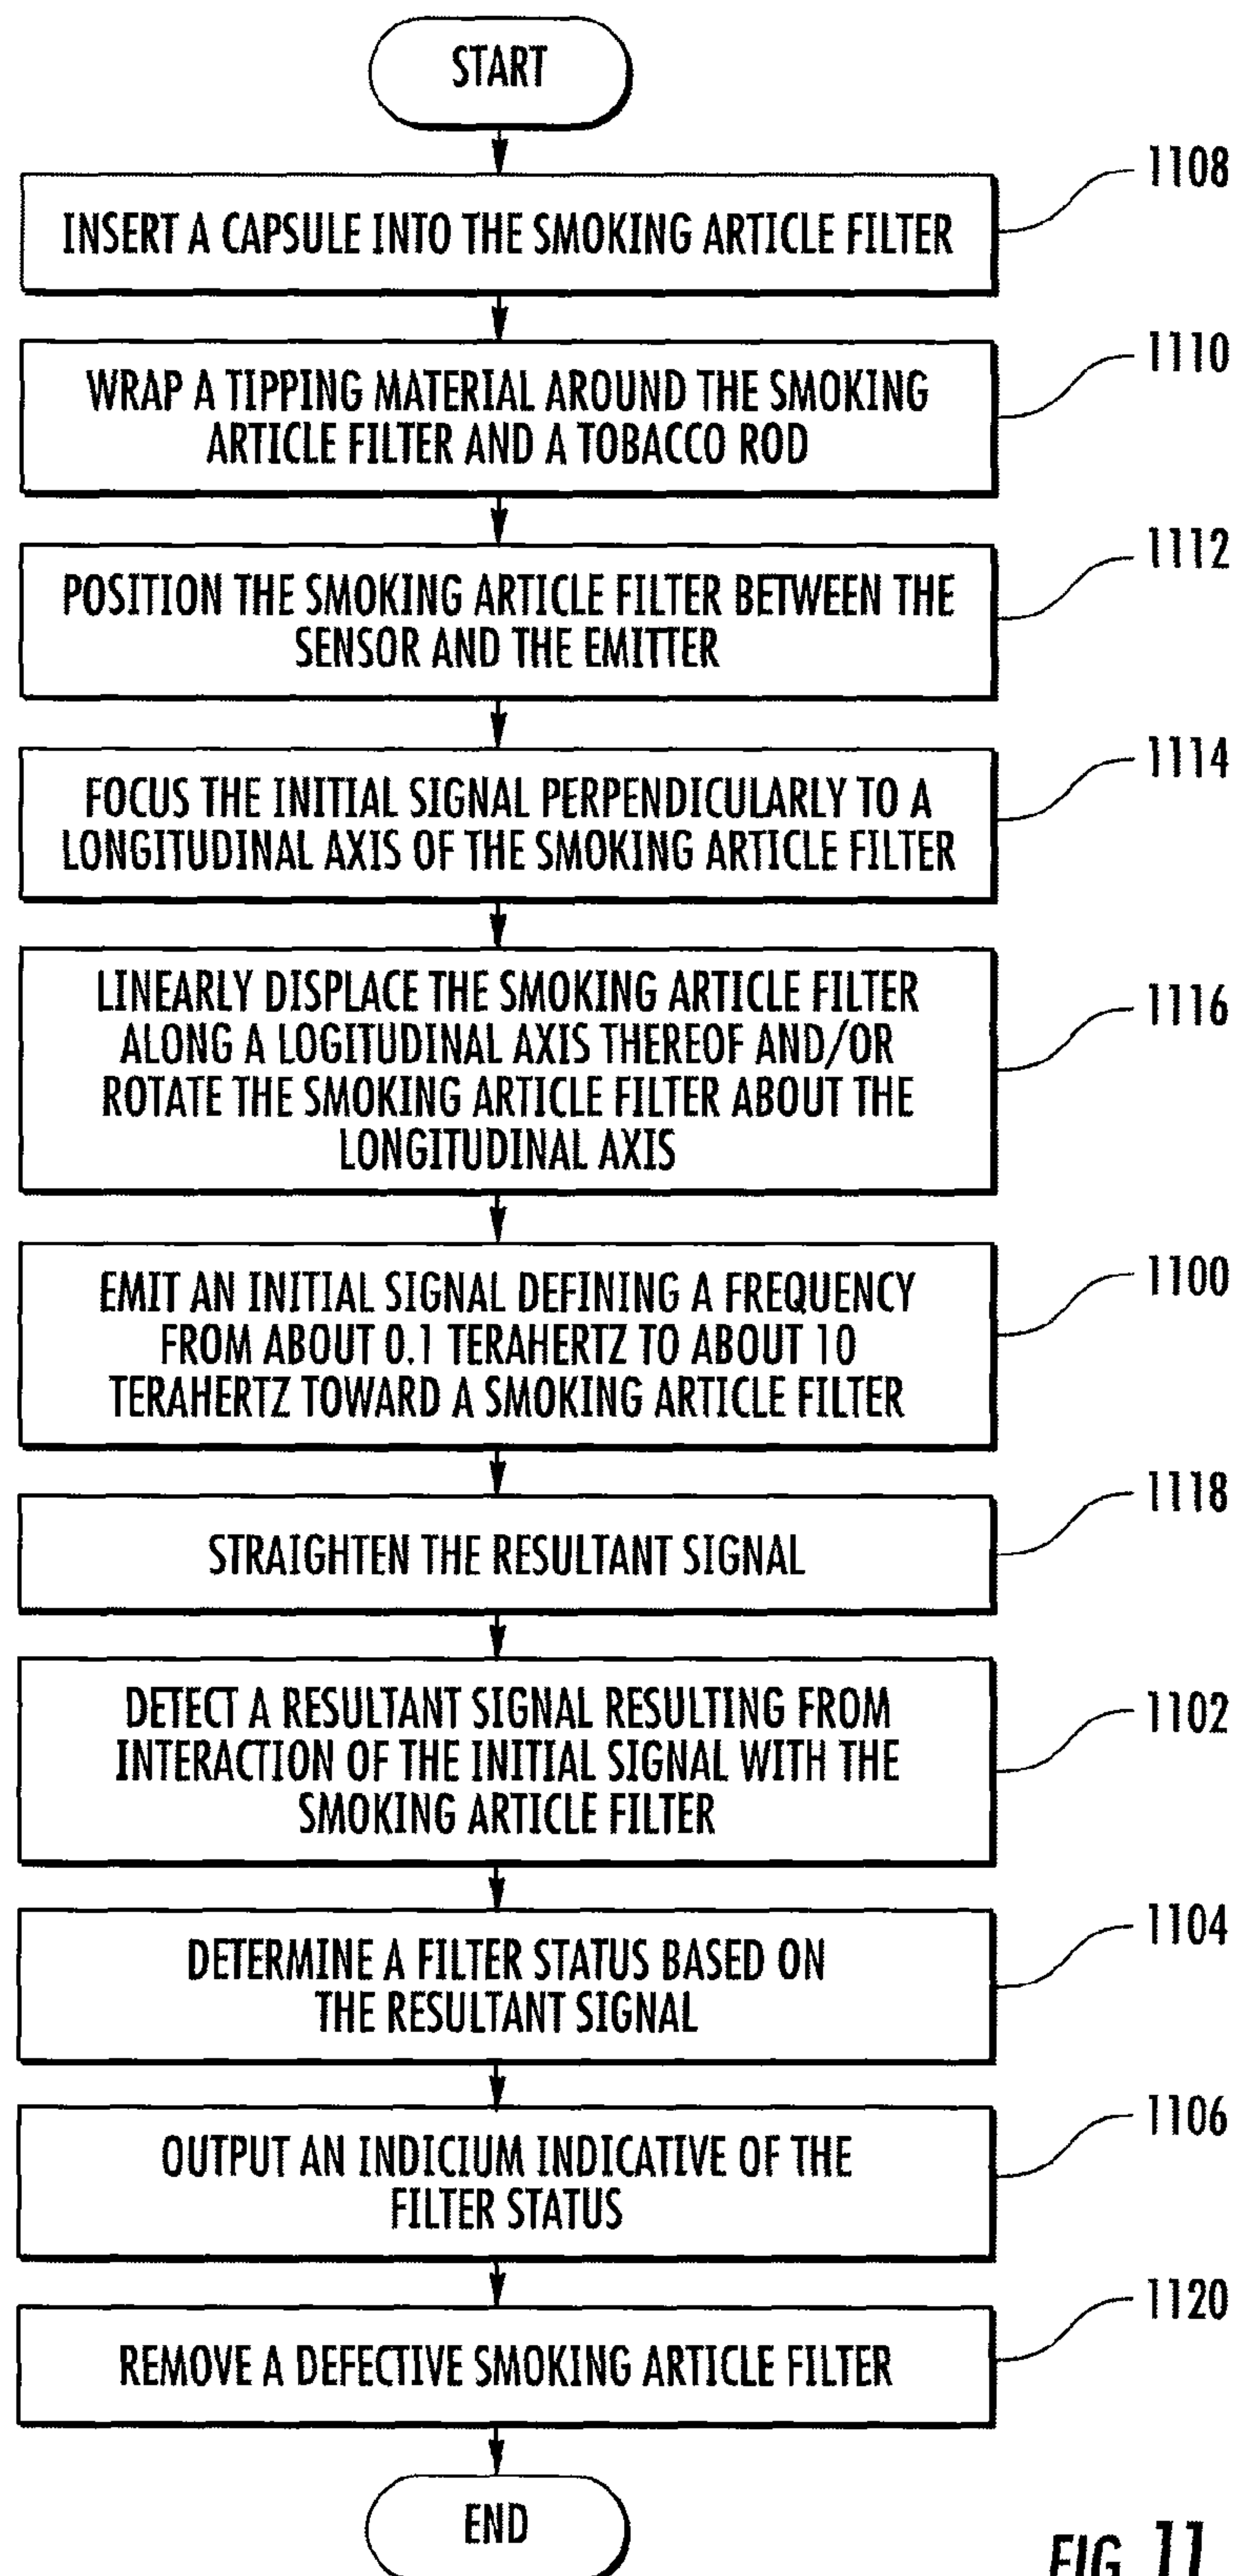 START
1108
INSERT A CAPSULE INTO THE SMOKING ARTICLE FILTER
1110
WRAP A TIPPING MATERIAL AROUND THE SMOKING
ARTICLE FILTER AND A TOBACCO ROD
1112
POSITION THE SMOKING ARTICLE FILTER BETWEEN THE
SENSOR AND THE EMITTER
1114
FOCUS THE INITIAL SIGNAL PERPENDICULARLY TO A
LONGITUDINAL AXIS OF THE SMOKING ARTICLE FILTER
1116
LINEARLY DISPLACE THE SMOKING ARTICLE FILTER
ALONG A LOGITUDINAL AXIS THEREOF AND/OR
ROTATE THE SMOKING ARTICLE FILTER ABOUT THE
LONGITUDINAL AXIS
1100
EMIT AN INITIAL SIGNAL DEFINING A FREQUENCY
FROM ABOUT 0.1 TERAHERTZ TO ABOUT 10
TERAHERTZ TOWARD A SMOKING ARTICLE FILTER
1118
STRAIGHTEN THE RESULTANT SIGNAL
1102
DETECT A RESULTANT SIGNAL RESULTING FROM
INTERACTION OF THE INITIAL SIGNAL WITH THE
SMOKING ARTICLE FILTER
1104
DETERMINE A FILTER STATUS BASED ON
THE RESULTANT SIGNAL
1106
OUTPUT AN INDICIUM INDICATIVE OF THE
FILTER STATUS
1120
REMOVE A DEFECTIVE SMOKING ARTICLE FILTER
END
FIG. 11